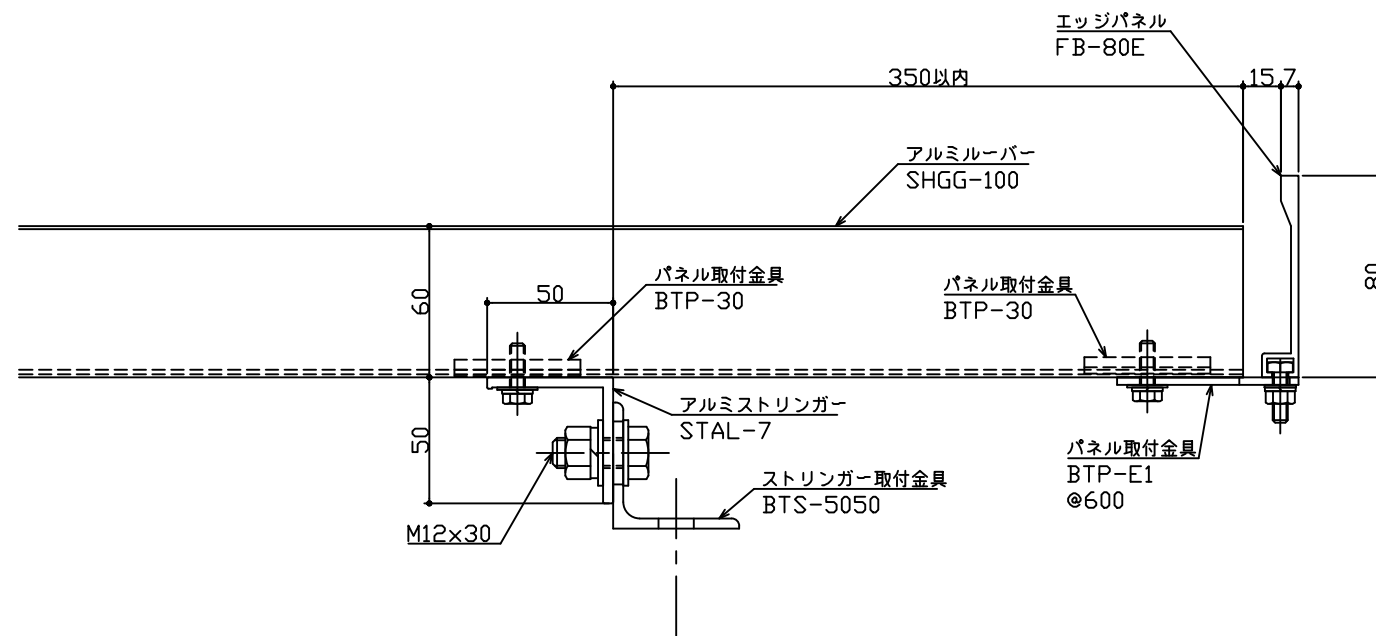 エッジパネル
FB-80E
350以内
15
7
アルミルーバー
SHGG-100
パネル取付金具
BTP-30
パネル取付金具
BTP-30
50
60
80
アルミストリンガー
STAL-7
50
パネル取付金具
BTP-E1
@600
ストリンガー取付金具
BTS-5050
M12x30